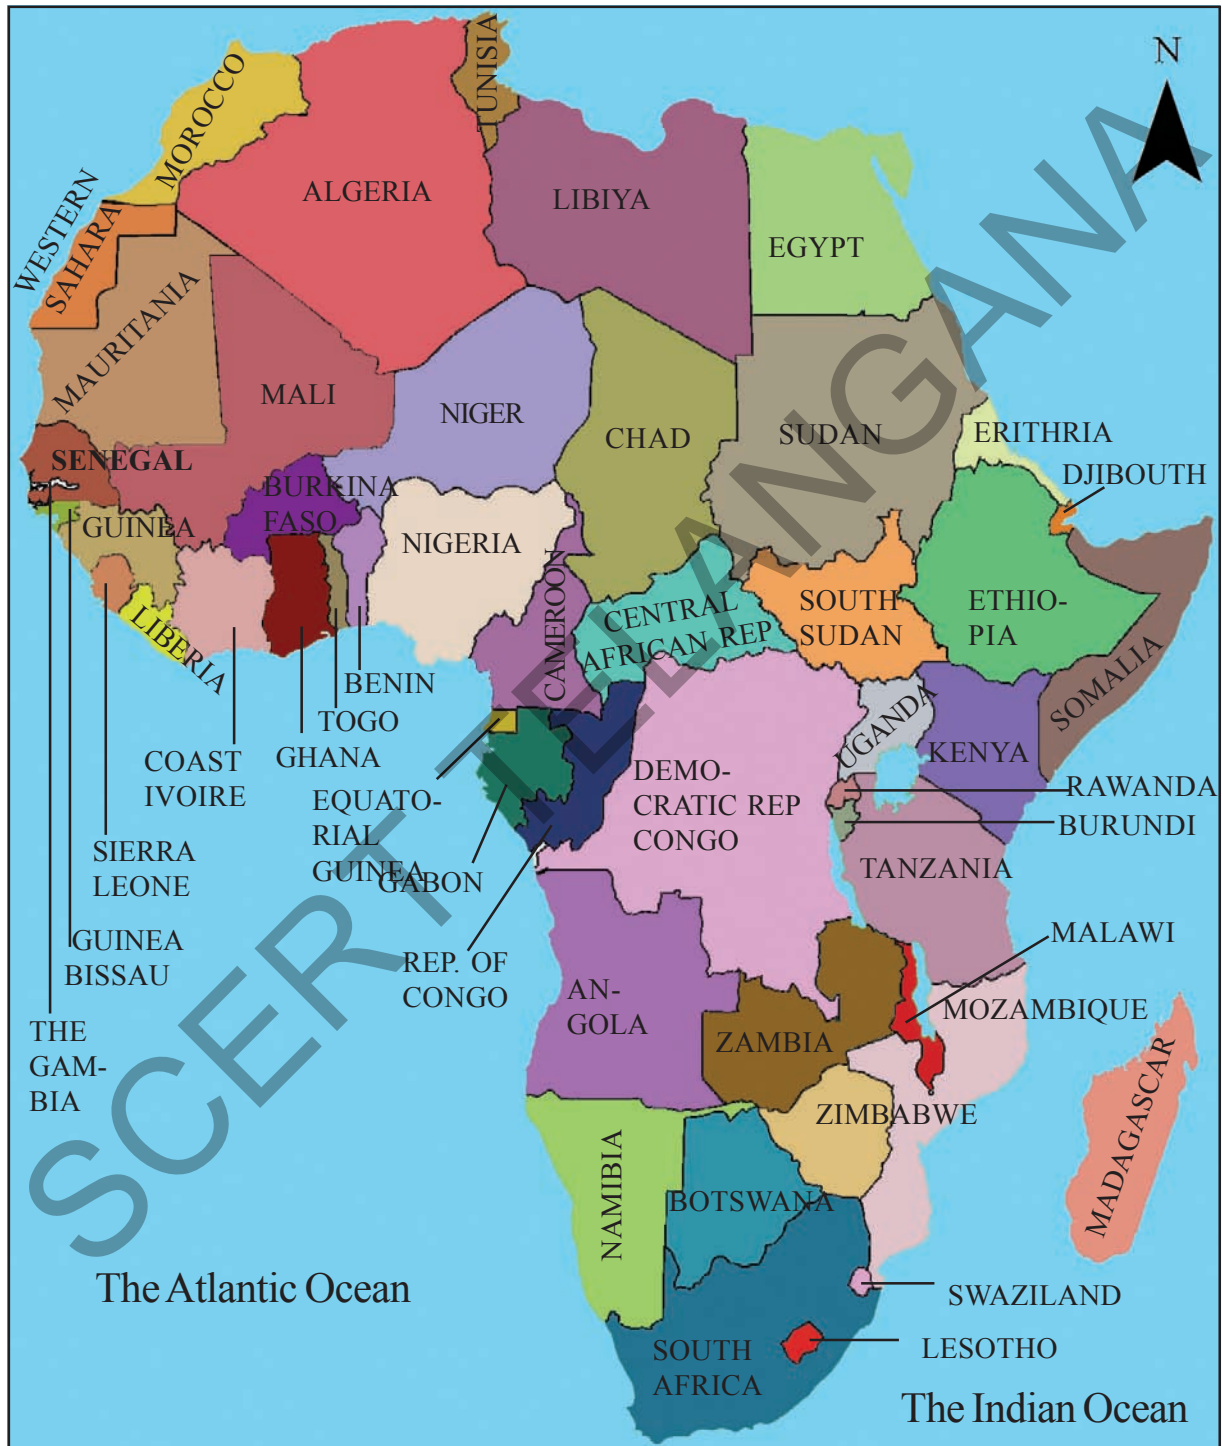 N
TUNISIA
MOROCCO
ALGERIA
LIBIYA
EGYPT
WESTERN
SAHARA
MAURITANIA
MALI
NIGER
CHAD
SUDAN
ERITHRIA
DJIBOUTH
SENEGAL
BURKINA
FASO
GUINEA
NIGERIA
CAMEROON
CENTRAL
AFRICAN REP
SOUTH
SUDAN
ETHIO-
PIA
SOMALIA
LIBERIA
BENIN
TOGO
GHANA
COAST
IVOIRE
EQUATO-
RIAL
GUINEA
GABON
SIERRA
LEONE
GUINEA
BISSAU
THE
GAM-
BIA
REP. OF
CONGO
DEMO-
CRATIC REP
CONGO
UGANDA
KENYA
RAWANDA
BURUNDI
TANZANIA
MALAWI
AN-
GOLA
ZAMBIA
MOZAMBIQUE
ZIMBABWE
MADAGASCAR
NAMIBIA
BOTSWANA
SWAZILAND
LESOTHO
SOUTH
AFRICA
The Atlantic Ocean
The Indian Ocean
SCERT TELANGANA